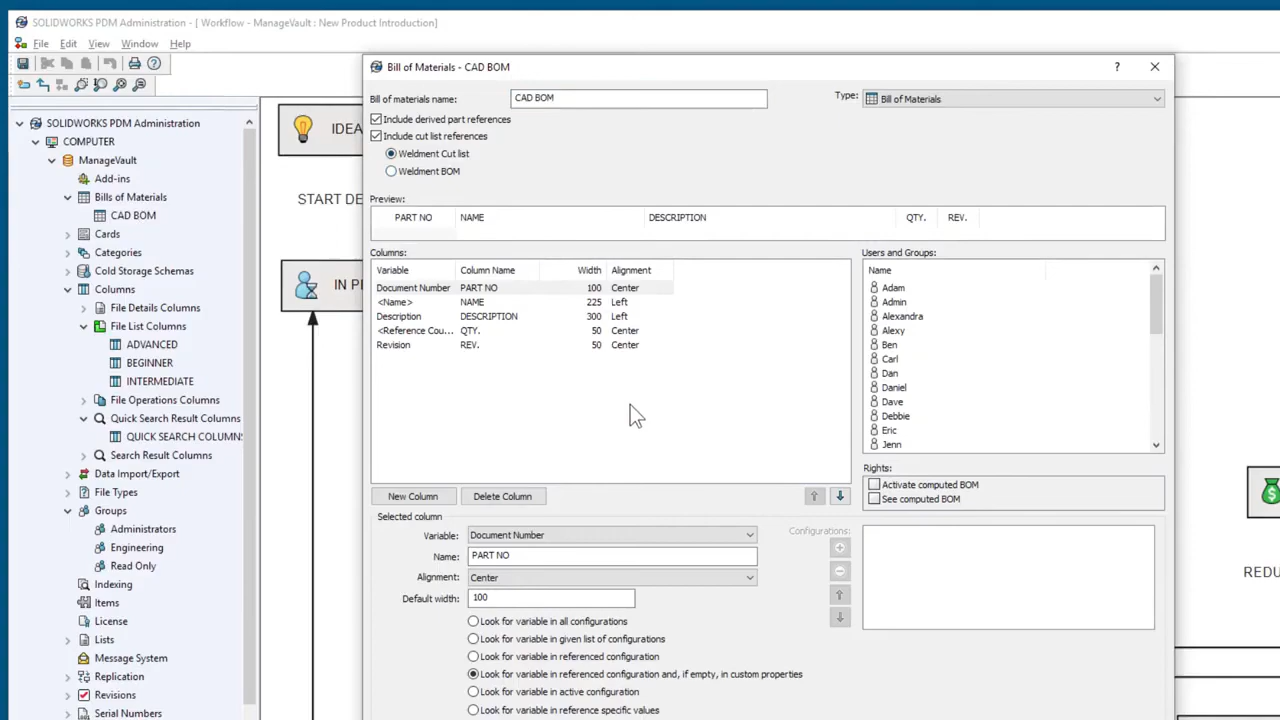 SOLIDWORKS PDM Administration - [ Workflow - ManageVault : New Product Introduction]
File Edit View Window Help
SOLIDWORKS PDM Administration
COMPUTER
ManageVault
Add-ins
Bills of Materials
CAD BOM
Cards
Categories
Cold Storage Schemas
Columns
File Details Columns
File List Columns
ADVANCED
BEGINNER
INTERMEDIATE
File Operations Columns
Quick Search Result Columns
QUICK SEARCH COLUMN
Search Result Columns
Data Import/Export
File Types
Groups
Administrators
Engineering
Read Only
Indexing
Items
License
Lists
Message System
Replication
Revisions
Serial Numbers
IDEA
START DE
IN P
Bill of Materials - CAD BOM ?
Bill of materials name: CAD BOM Type: Bill of Materials
Include derived part references
Include cut list references
Weldment Cut list
Weldment BOM
Preview:
PART NO NAME DESCRIPTION QTY. REV.
Columns:
Variable Column Name Width Alignment
Document Number PART NO 100 Center
<Name> NAME 225 Left
Description DESCRIPTION 300 Left
<Reference Cou... QTY. 50 Center
Revision REV. 50 Center
Users and Groups:
Name
Adam
Admin
Alexandra
Alexy
Ben
Carl
Dan
Daniel
Dave
Debbie
Eric
Jenn
New Column Delete Column
Rights:
Activate computed BOM
See computed BOM
Selected column
Variable: Document Number
Name: PART NO
Alignment: Center
Default width: 100
Configurations:
Look for variable in all configurations
Look for variable in given list of configurations
Look for variable in referenced configuration
Look for variable in referenced configuration and, if empty, in custom properties
Look for variable in active configuration
Look for variable in reference specific values
REDU